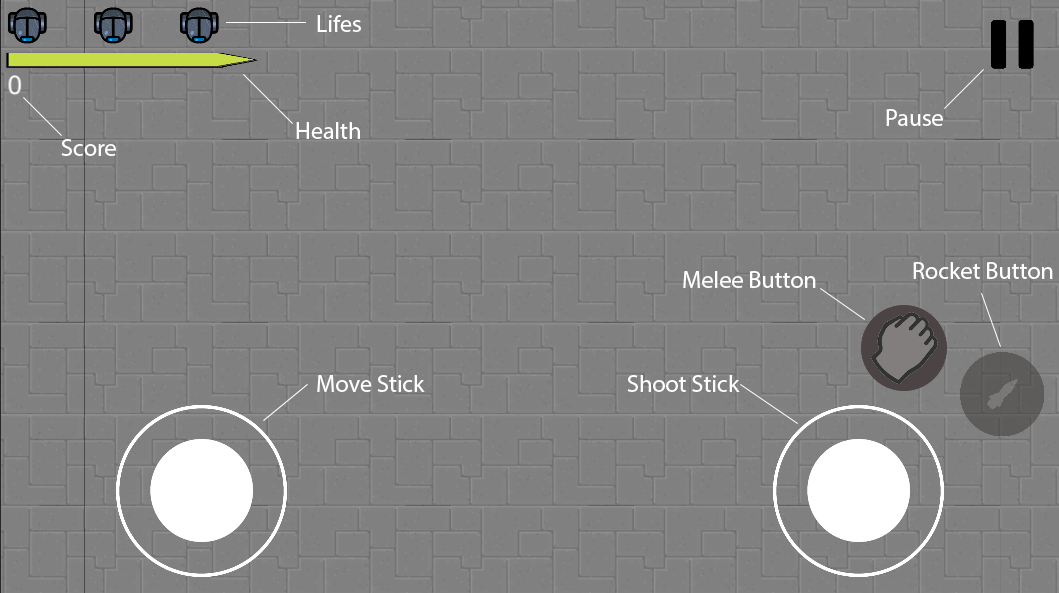 Lifes
0
Health
Score
Pause
Melee Button
Rocket Button
Move Stick
Shoot Stick